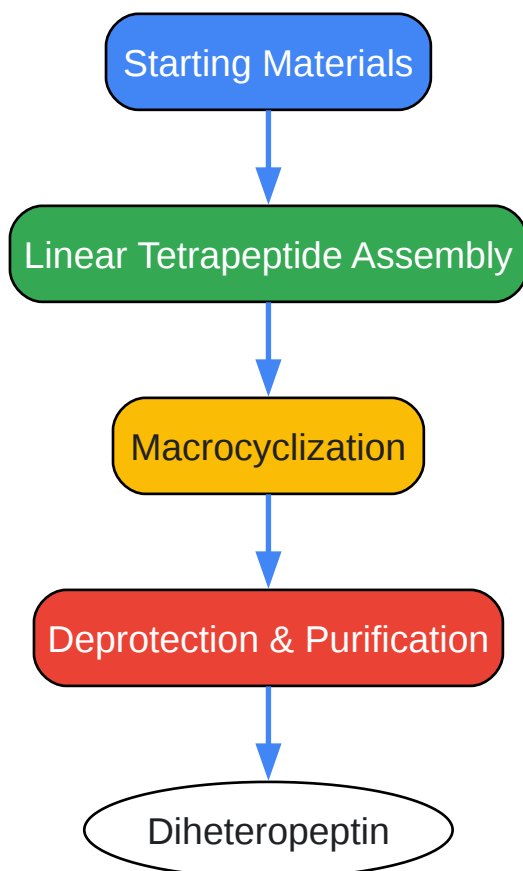 Starting Materials
Linear Tetrapeptide Assembly
Macrocyclization
Deprotection & Purification
Diheteropeptin